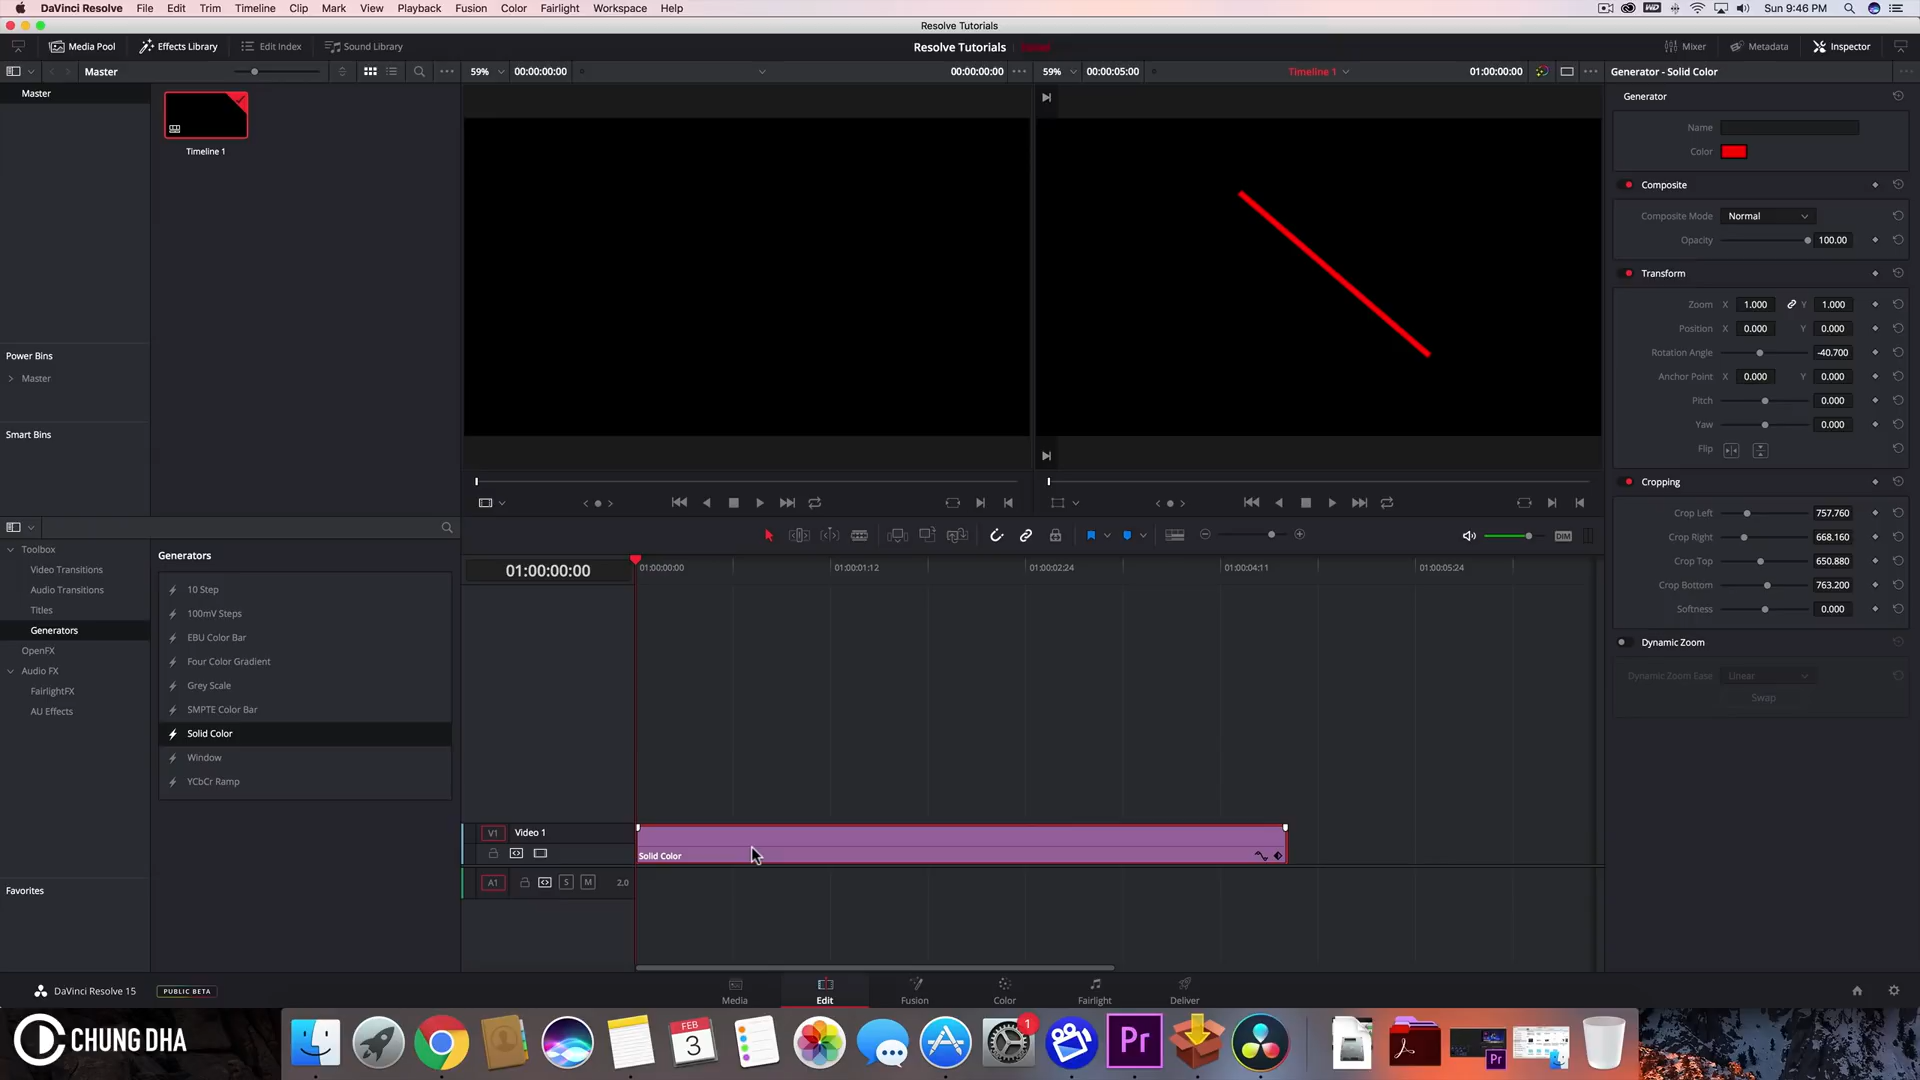 DaVinci Resolve File Edit Trim Timeline Clip Mark View Playback Fusion Color Fairlight Workspace Help Sun 9:46 PM
Resolve Tutorials
Media Pool Effects Library Edit Index Sound Library Resolve Tutorials Mixer Metadata Inspector
Master 59% 00:00:00:00 00:00:00:00 59% 00:00:05:00 Timeline 1 01:00:00:00 Generator - Solid Color
Master
Timeline 1
Power Bins
Master
Smart Bins
Generator
Name
Color
Composite
Composite Mode Normal
Opacity 100.00
Transform
Zoom X 1.000 Y 1.000
Position X 0.000 Y 0.000
Rotation Angle -40.700
Anchor Point X 0.000 Y 0.000
Pitch 0.000
Yaw 0.000
Flip
Cropping
Crop Left 757.760
Crop Right 668.160
Crop Top 650.880
Crop Bottom 763.200
Softness 0.000
Dynamic Zoom
Dynamic Zoom Ease Linear
Swap
Toolbox
Video Transitions
Audio Transitions
Titles
Generators
OpenFX
Audio FX
FairlightFX
AU Effects
Favorites
Generators
10 Step
100mV Steps
EBU Color Bar
Four Color Gradient
Grey Scale
SMPTE Color Bar
Solid Color
Window
YCbCr Ramp
DIM
01:00:00:00 01:00:00:00 01:00:01:12 01:00:02:24 01:00:04:11 01:00:05:24
V1 Video 1
Solid Color
A1 S M 2.0
DaVinci Resolve 15 PUBLIC BETA
Media Edit Fusion Color Fairlight Deliver
CHUNG DHA
FEB
3
1
Pr
Pr